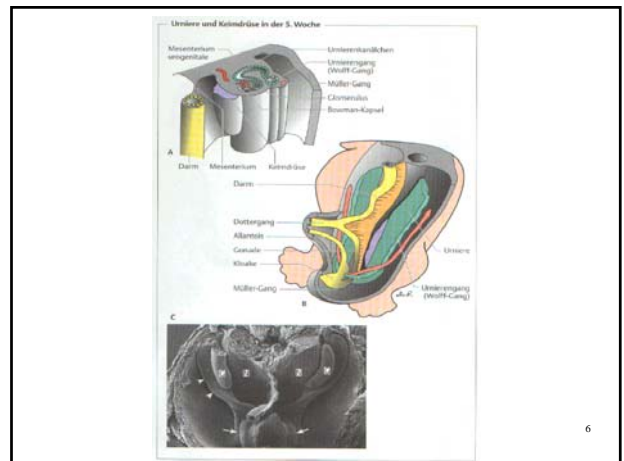 Urniere und Keimdrüse in der 5. Woche
Mesenterium
urogenitale
Urnierenkanälchen
Urnierengang
(Wolff-Gang)
Müller-Gang
Glomerulus
Bowman-Kapsel
A
Darm Mesenterium Keimdrüse
Darm
Dottergang
Allantois
Gonade
Kloake
Müller-Gang
Urniere
Urnierengang
(Wolff-Gang)
B
C
6